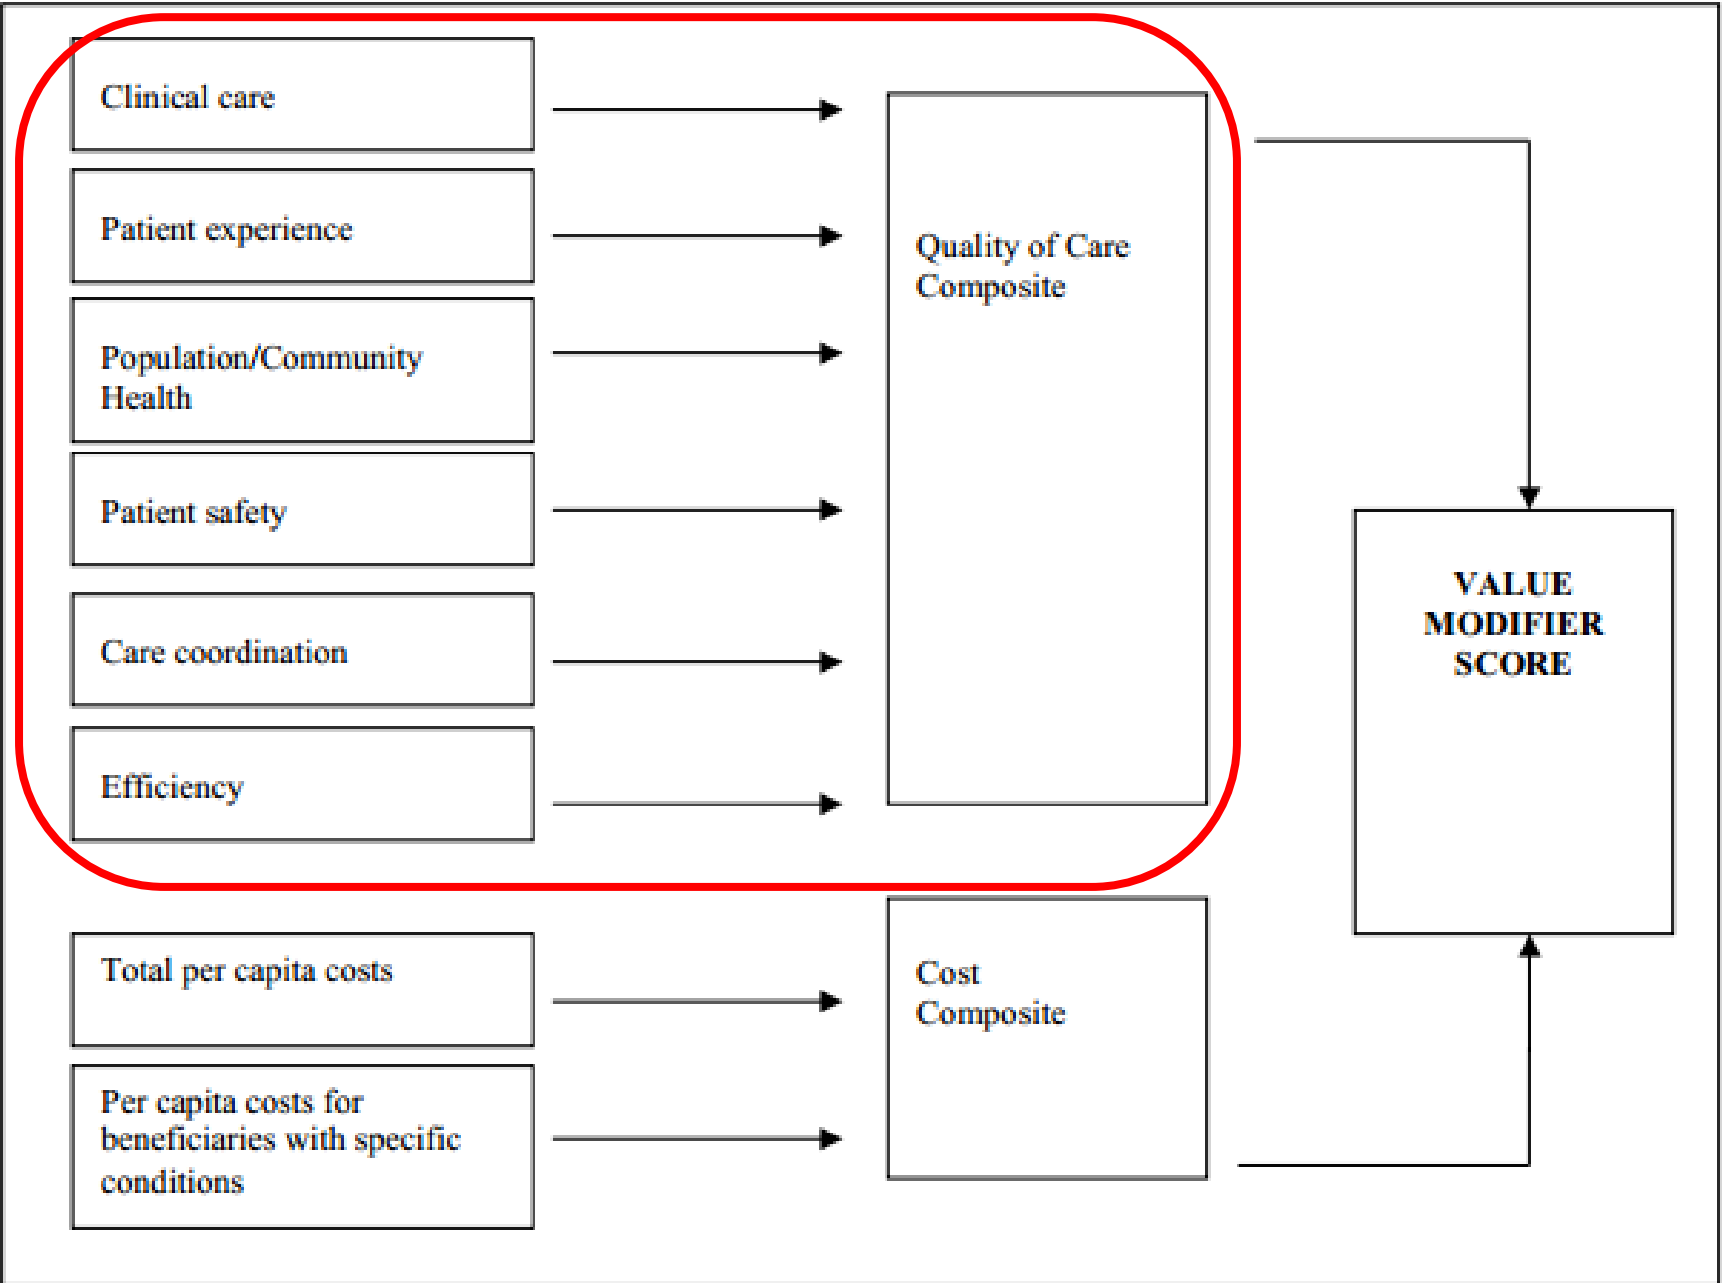 Clinical care
Patient experience
Population/Community
Health
Patient safety
Care coordination
Efficiency
Quality of Care
Composite
Total per capita costs
Per capita costs for
beneficiaries with specific
conditions
Cost
Composite
VALUE
MODIFIER
SCORE